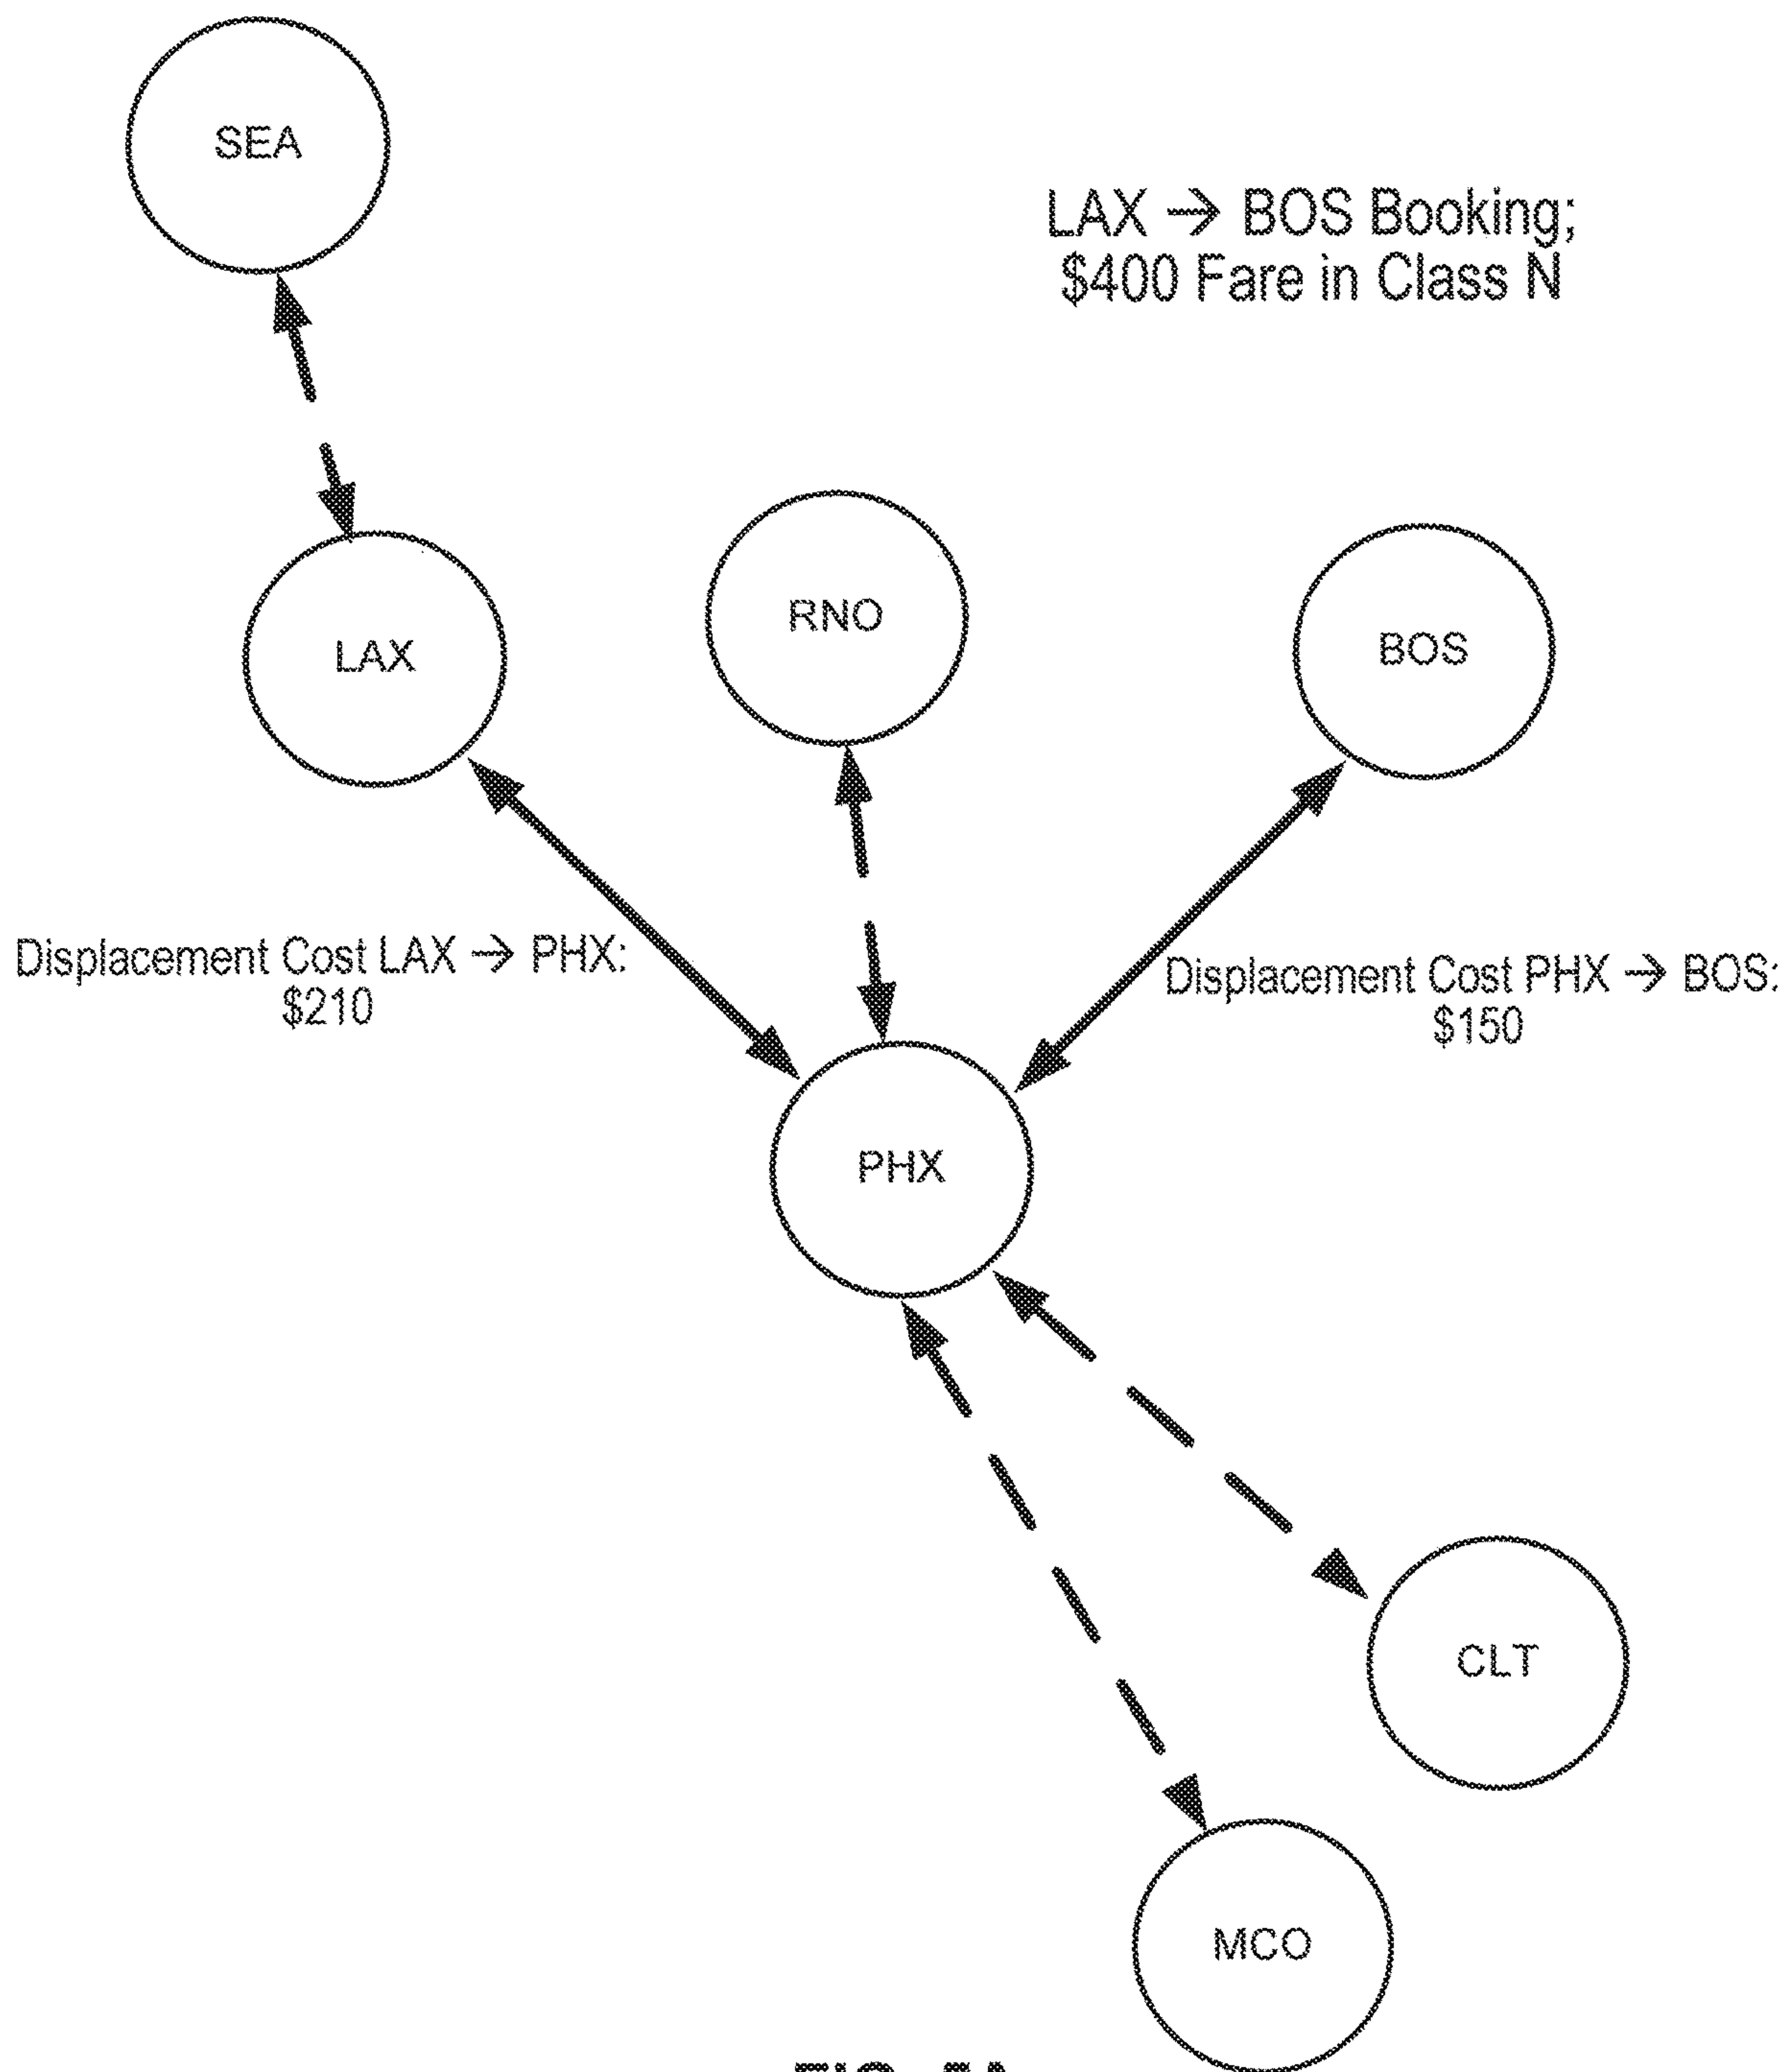 SEA
LAX → BOS Booking;
$400 Fare in Class N
RNO
BOS
LAX
Displacement Cost LAX → PHX:
$210
Displacement Cost PHX → BOS:
$150
PHX
CLT
MCO